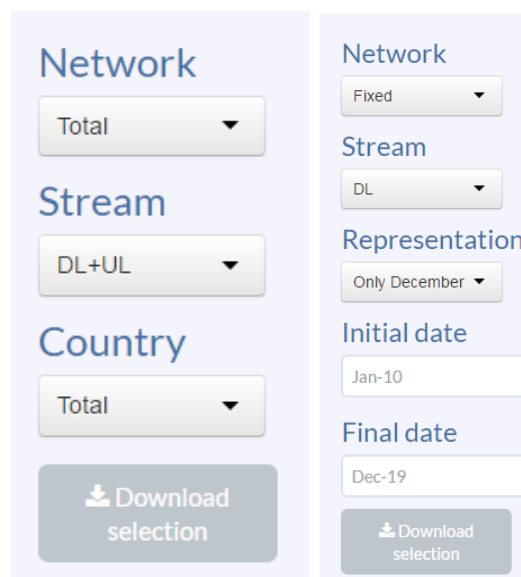 Network
Total
Stream
DL+UL
Country
Total
Download
selection
Network
Fixed
Stream
DL
Representation
Only December
Initial date
Jan-10
Final date
Dec-19
Download
selection